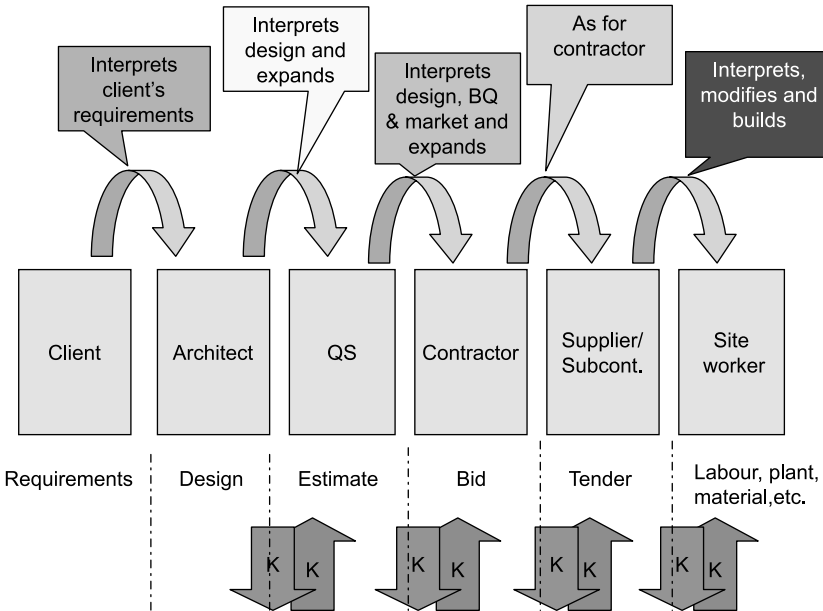 Interprets
client's
requirements
Interprets
design and
expands
Interprets
design, BQ
& market and
expands
As for
contractor
Interprets,
modifies and
builds
Client
Architect
QS
Contractor
Supplier/
Subcont.
Site
worker
Requirements
Design
Estimate
Bid
Tender
Labour, plant,
material,etc.
K
K
K
K
K
K
K
K